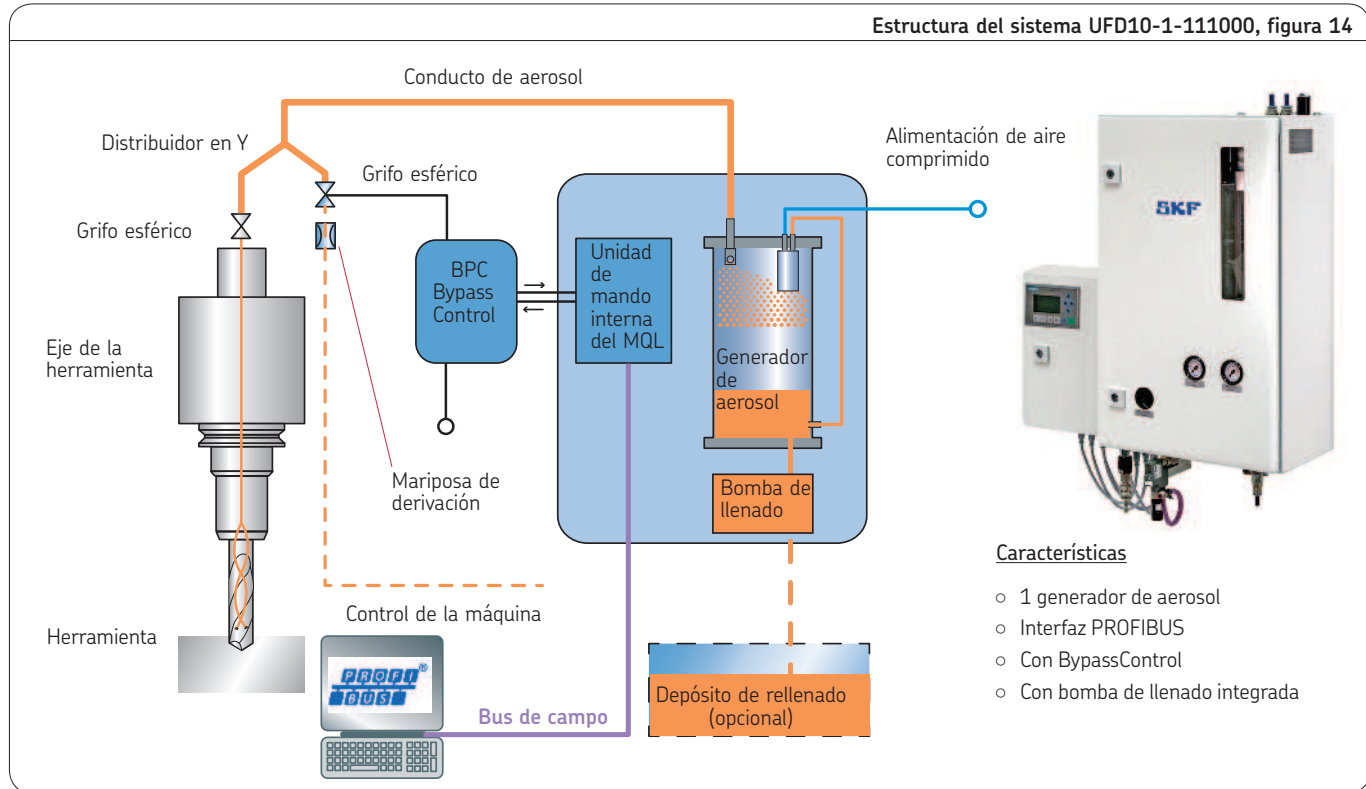 Estructura del sistema UFD10-1-111000, figura 14
Conducto de aerosol
Distribuidor en Y
Grifo esférico
Grifo esférico
Alimentación de aire
comprimido
BPC
Bypass
Control
Unidad
de
mando
interna
del MQL
Generador
de
aerosol
SKF
Eje de la
herramienta
Mariposa de
derivación
Bomba de
llenado
Herramienta
Control de la máquina
PROFI
BUS
®
Bus de campo
Depósito de rellenado
(opcional)
Características
○ 1 generador de aerosol
○ Interfaz PROFIBUS
○ Con BypassControl
○ Con bomba de llenado integrada